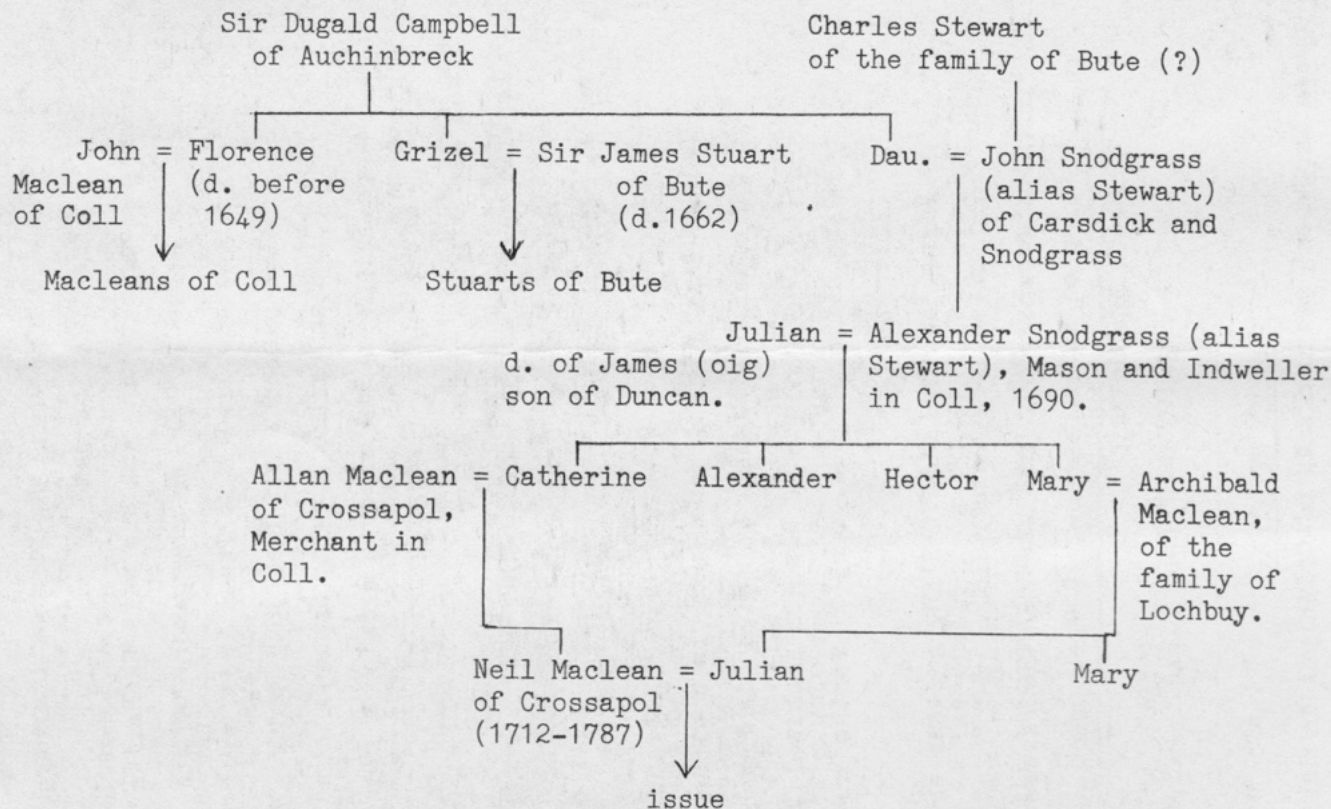 Sir Dugald Campbell
of Auchinbreck
Charles Stewart
of the family of Bute (?)
John = Florence
Maclean (d. before
of Coll 1649)
Grizel = Sir James Stuart
of Bute
(d.1662)
Dau. = John Snodgrass
(alias Stewart)
of Carsdick and
Snodgrass
Macleans of Coll
Stuarts of Bute
Julian = Alexander Snodgrass (alias
d. of James (oig) Stewart), Mason and Indweller
son of Duncan. in Coll, 1690.
Allan Maclean = Catherine
of Crossapol,
Merchant in
Coll.
Alexander
Hector
Mary = Archibald
Maclean,
of the
family of
Lochbuy.
Neil Maclean = Julian
of Crossapol
(1712-1787)
Mary
issue